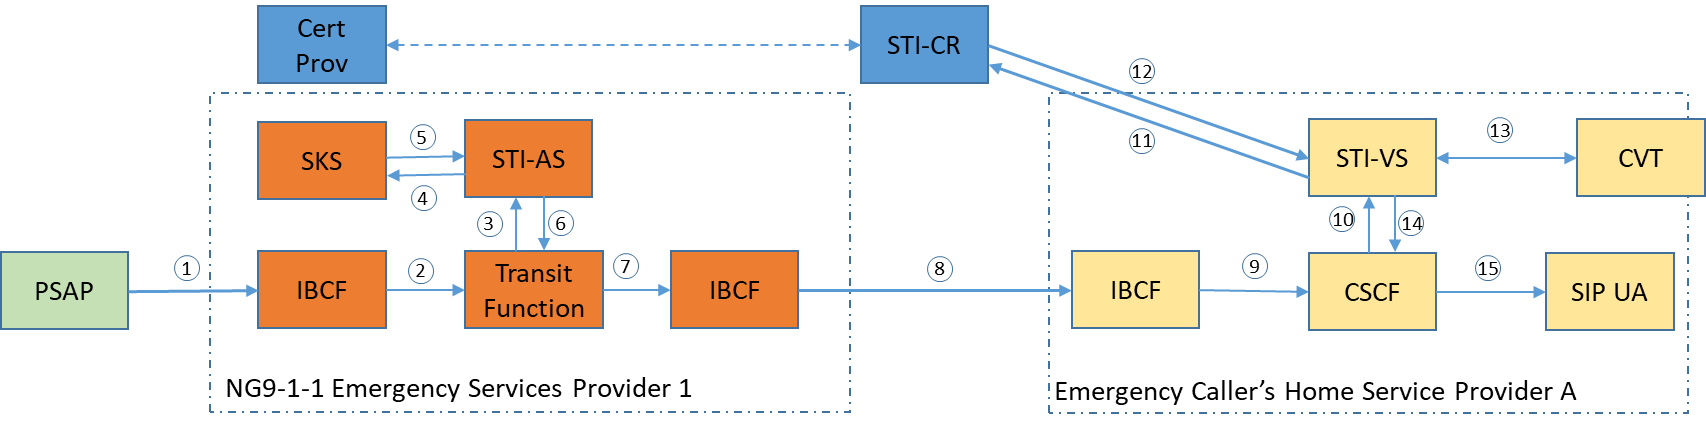 Cert
Prov
STI-CR
12
11
SKS
5
4
STI-AS
3
6
STI-VS
13
CVT
10
14
PSAP
1
IBCF
2
Transit
Function
7
IBCF
8
IBCF
9
CSCF
15
SIP UA
NG9-1-1 Emergency Services Provider 1
Emergency Caller’s Home Service Provider A